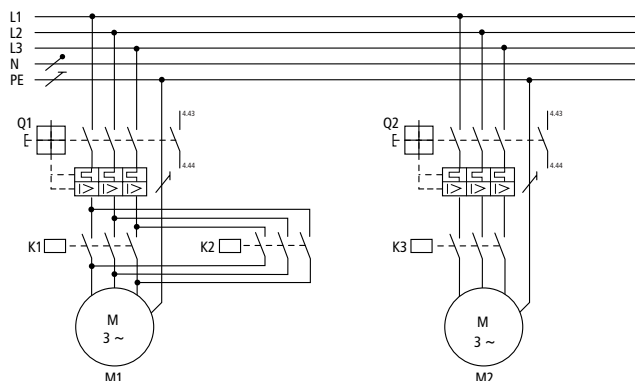 L1
L2
L3
N
PE
Q1
4.43
4.44
Q2
4.43
4.44
I> I> I>
I> I> I>
K1
K2
K3
M
3 ~
M1
M
3 ~
M2